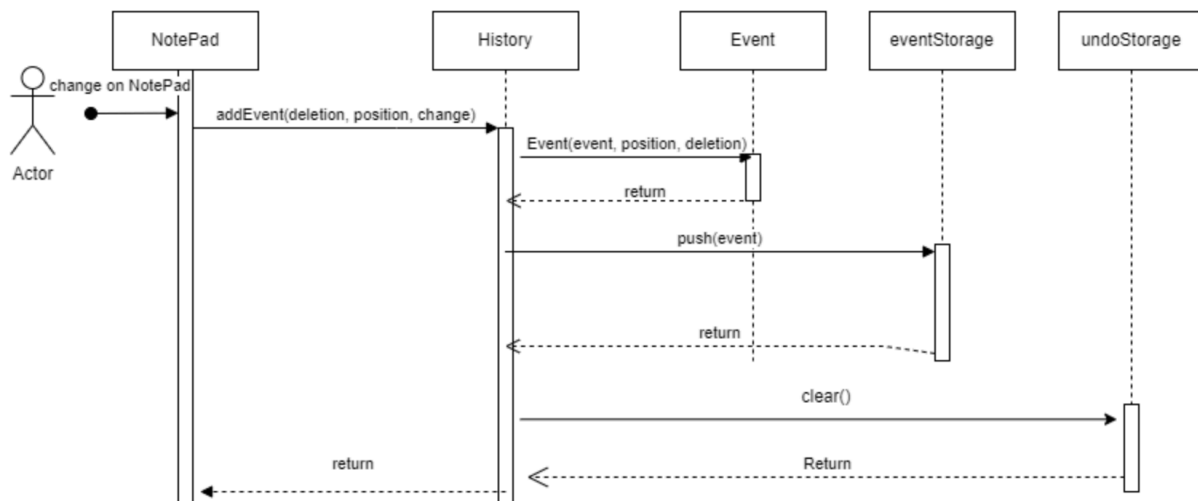 NotePad
History
Event
eventStorage
undoStorage
change on NotePad
addEvent(deletion, position, change)
Event(event, position, deletion)
Actor
return
push(event)
return
clear()
return
Return